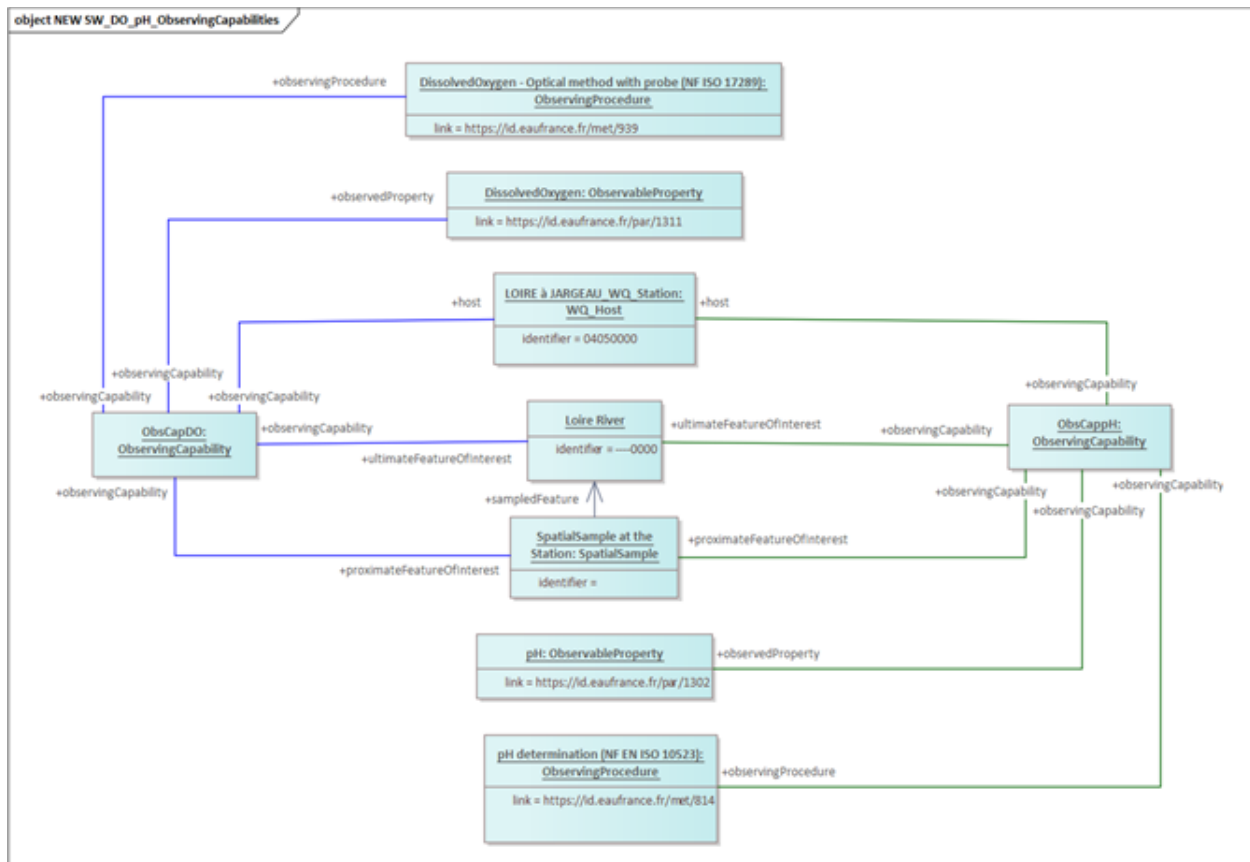 object NEW SW_DO_pH_ObservingCapabilities
+observingProcedure
DissolvedOxygen - Optical method with probe (NF ISO 17289):
ObservingProcedure
link = https://id.eaufrance.fr/met/939
+observedProperty
DissolvedOxygen: ObservableProperty
link = https://id.eaufrance.fr/par/1311
+host
LOIRE à JARGEAU_WQ_Station:
WQ_Host
identifier = 04050000
+host
+observingCapability
+observingCapability
+observingCapability
+observingCapability
ObsCapDO:
ObservingCapability
+observingCapability
+ultimateFeatureOfInterest
+observingCapability
Loire River
identifier = ----0000
+ultimateFeatureOfInterest
+observingCapability
ObsCappH:
ObservingCapability
+observingCapability
+observingCapability
+observingCapability
+sampledFeature
SpatialSample at the
Station: SpatialSample
identifier =
+proximateFeatureOfInterest
+proximateFeatureOfInterest
pH: ObservableProperty
link = https://id.eaufrance.fr/par/1302
+observedProperty
pH determination (NF EN ISO 10523):
ObservingProcedure
link = https://id.eaufrance.fr/met/814
+observingProcedure